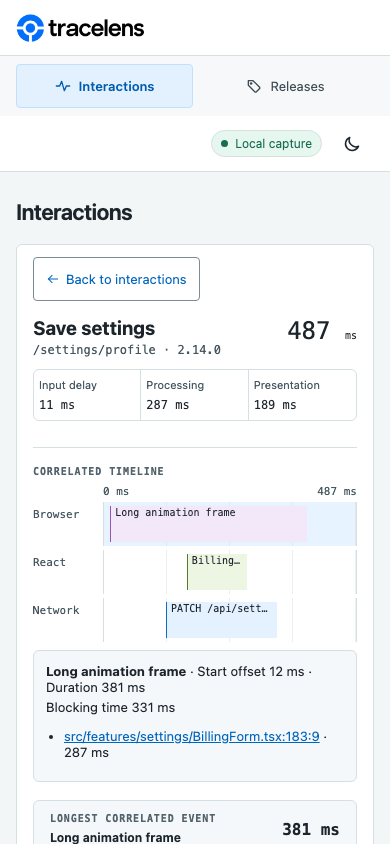 tracelens
Interactions
Releases
Local capture
Interactions
← Back to interactions
Save settings
487 ms
/settings/profile · 2.14.0
Input delay
11 ms
Processing
287 ms
Presentation
189 ms
CORRELATED TIMELINE
0 ms
487 ms
Browser
Long animation frame
React
Billing…
Network
PATCH /api/sett…
Long animation frame · Start offset 12 ms ·
Duration 381 ms
Blocking time 331 ms
• src/features/settings/BillingForm.tsx:183:9 ·
287 ms
LONGEST CORRELATED EVENT
Long animation frame
381 ms